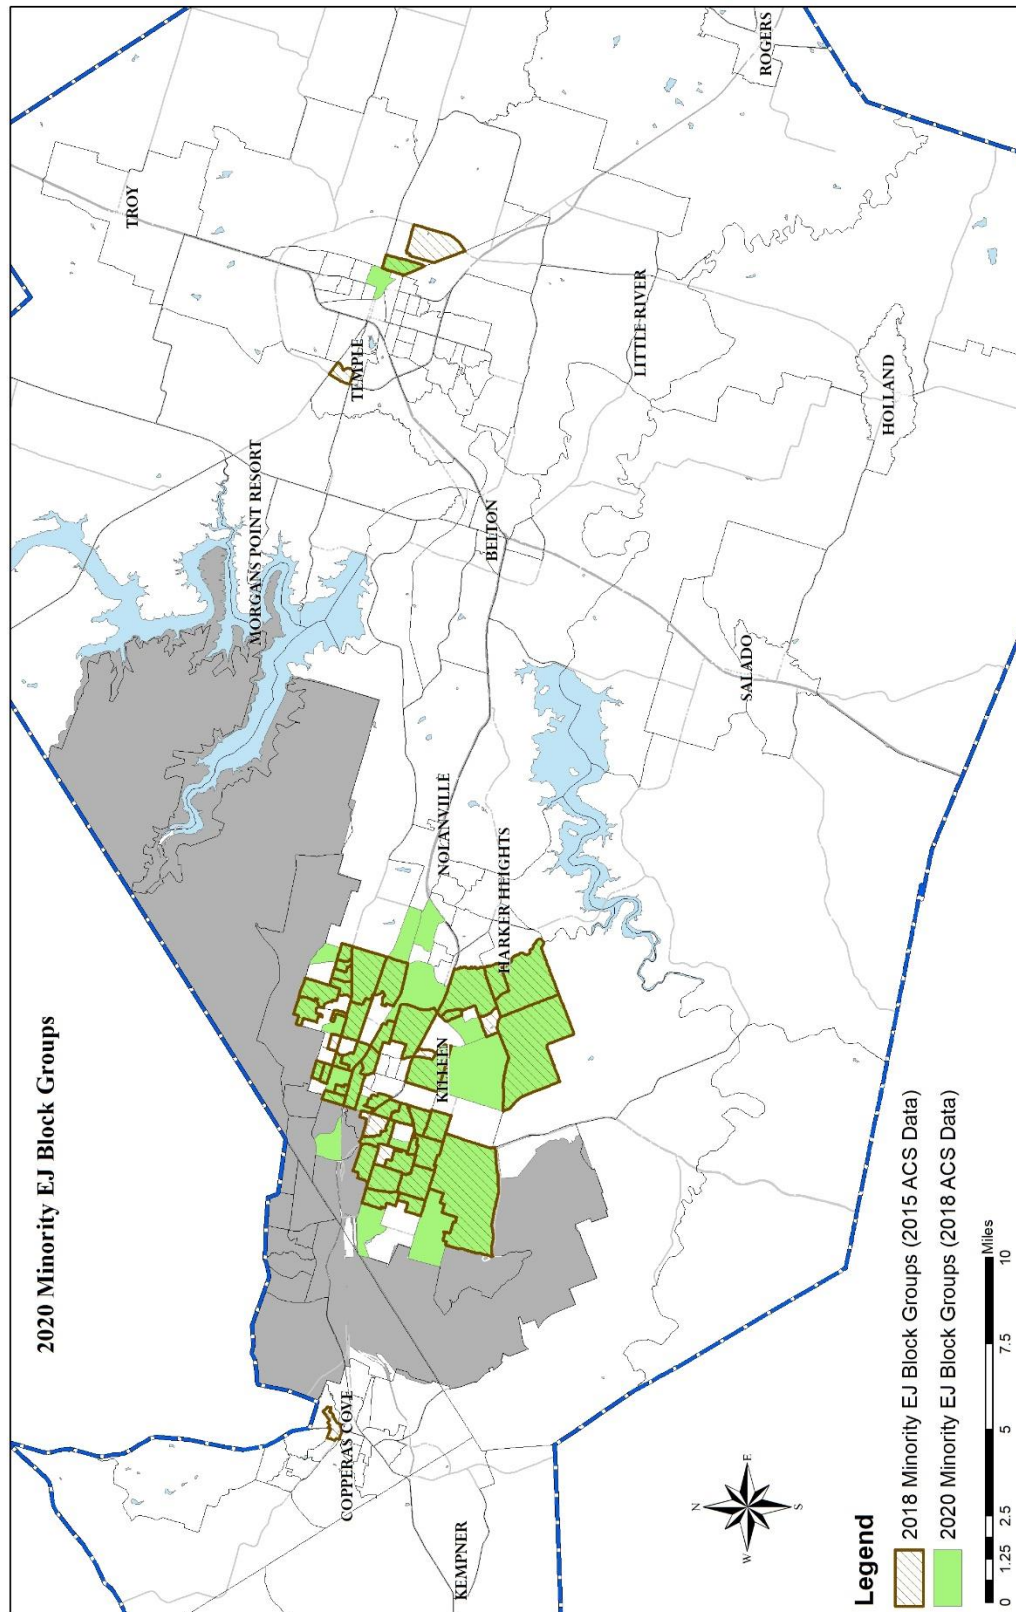 2020 Minority EJ Block Groups
TROY
ROGERS
TEMPLE
MORGANS POINT RESORT
LITTLE RIVER
HOLLAND
BELTON
SALADO
NOLANVILLE
HARKER HEIGHTS
KILLEEN
COPPERAS COVE
KEMPNER
N
W
E
S
Legend
2018 Minority EJ Block Groups (2015 ACS Data)
2020 Minority EJ Block Groups (2018 ACS Data)
0 1.25 2.5 5 7.5 10
Miles